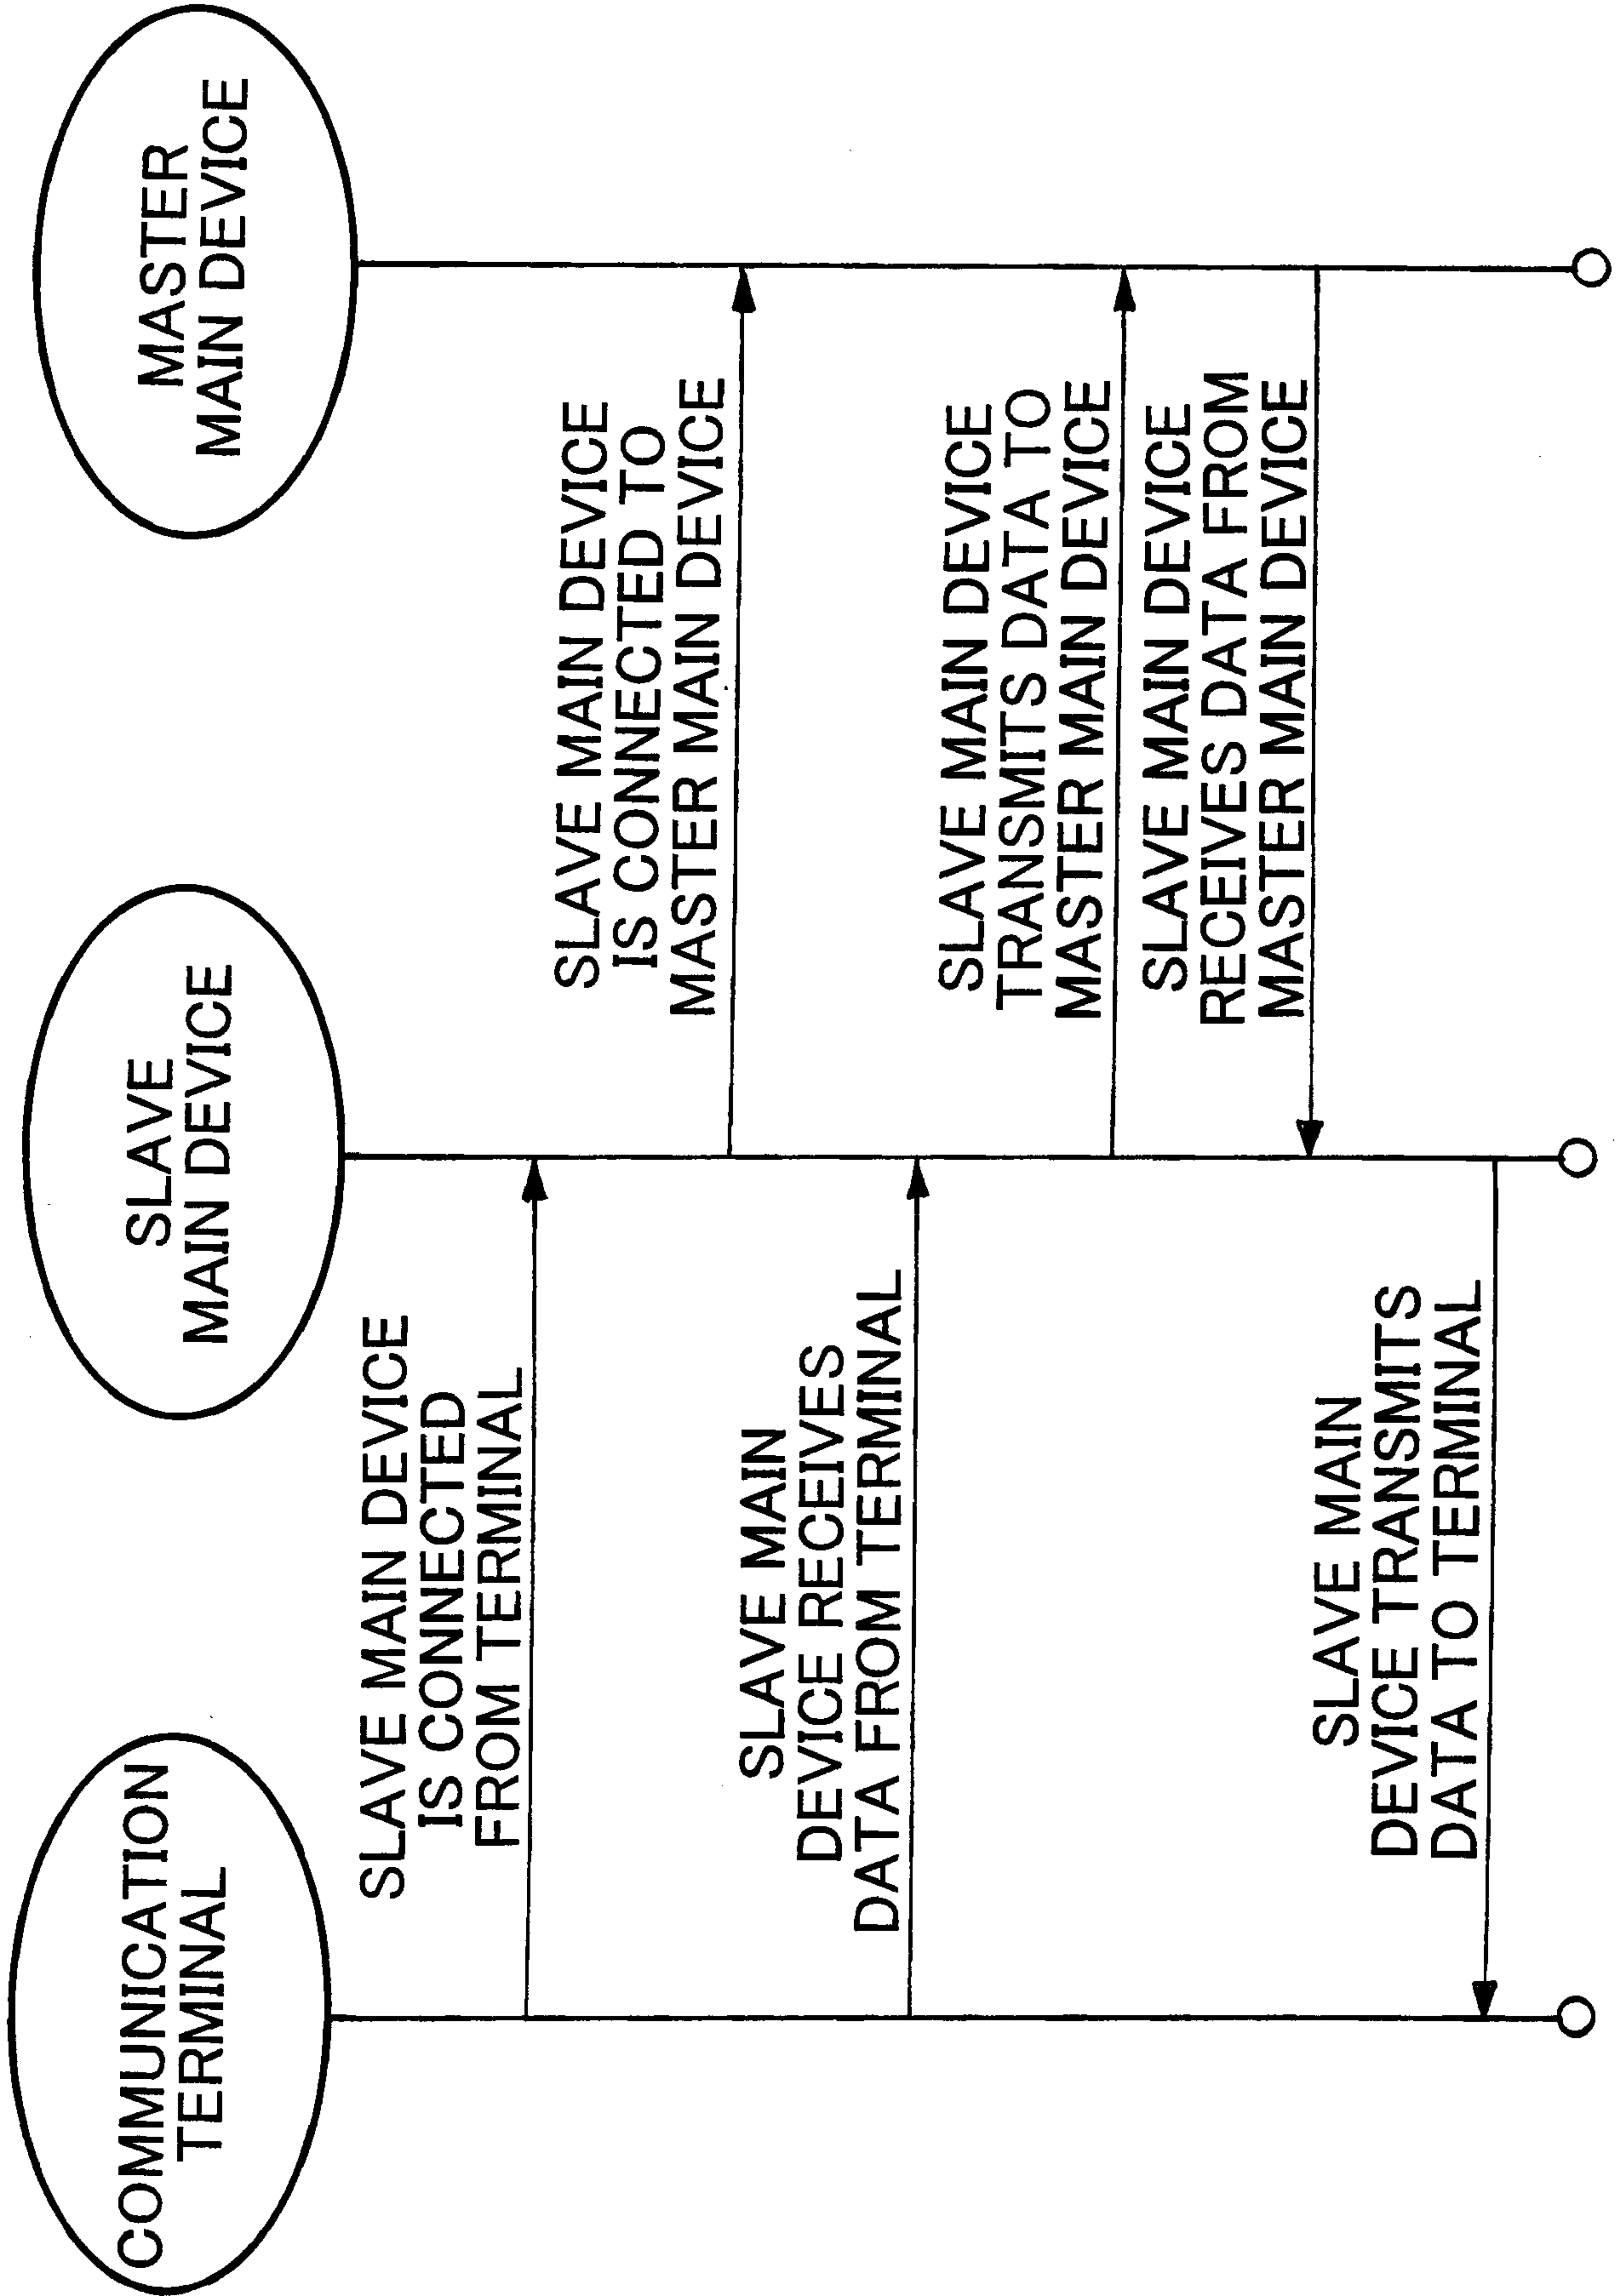 COMMUNICATION
TERMINAL
SLAVE
MAIN DEVICE
MASTER
MAIN DEVICE
SLAVE MAIN DEVICE
IS CONNECTED
FROM TERMINAL
SLAVE MAIN DEVICE
IS CONNECTED TO
MASTER MAIN DEVICE
SLAVE MAIN
DEVICE RECEIVES
DATA FROM TERMINAL
SLAVE MAIN DEVICE
TRANSMITS DATA TO
MASTER MAIN DEVICE
SLAVE MAIN DEVICE
RECEIVES DATA FROM
MASTER MAIN DEVICE
SLAVE MAIN
DEVICE TRANSMITS
DATA TO TERMINAL